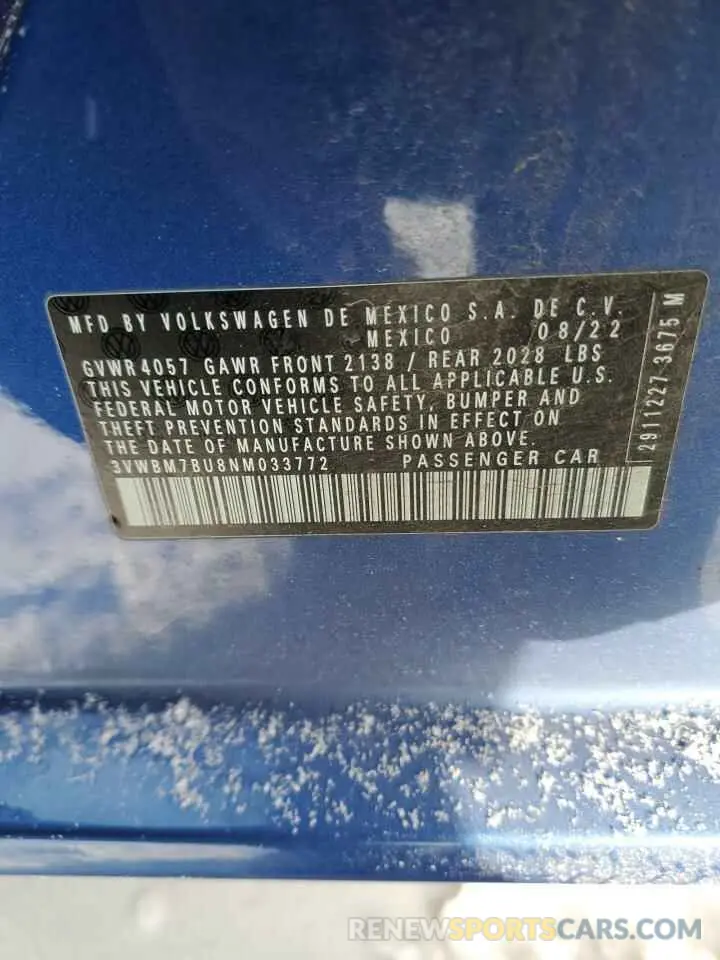 MFD BY VOLKSWAGEN DE MEXICO S.A. DE C.V.
MEXICO 08/22
GVWR 4057 GAWR FRONT 2138 / REAR 2028 LBS
THIS VEHICLE CONFORMS TO ALL APPLICABLE U.S.
FEDERAL MOTOR VEHICLE SAFETY, BUMPER AND
THEFT PREVENTION STANDARDS IN EFFECT ON
THE DATE OF MANUFACTURE SHOWN ABOVE.
3VWBM7BU8NM033772 PASSENGER CAR
2911227 3675 M
RENEWSPORTSCARS.COM